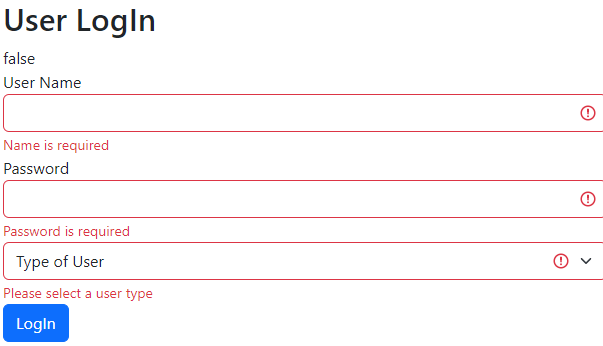 User LogIn
false
User Name
Name is required
Password
Password is required
Type of User
Please select a user type
LogIn